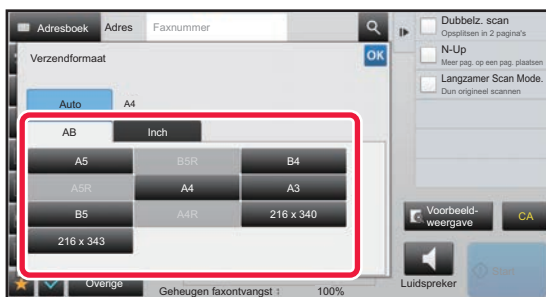 Adresboek
Adres
Faxnummer
Verzendformaat
OK
Auto
A4
AB
Inch
A5
B5R
B4
A5R
A4
A3
B5
A4R
216 x 340
216 x 343
Overige
Geheugen faxontvangst :
100%
Dubbelz. scan
Opsplitsen in 2 pagina's
N-Up
Meer pag. op een pag. plaatsen
Langzamer Scan Mode.
Dun origineel scannen
Voorbeeld-
weergave
CA
Luidspreker
Start